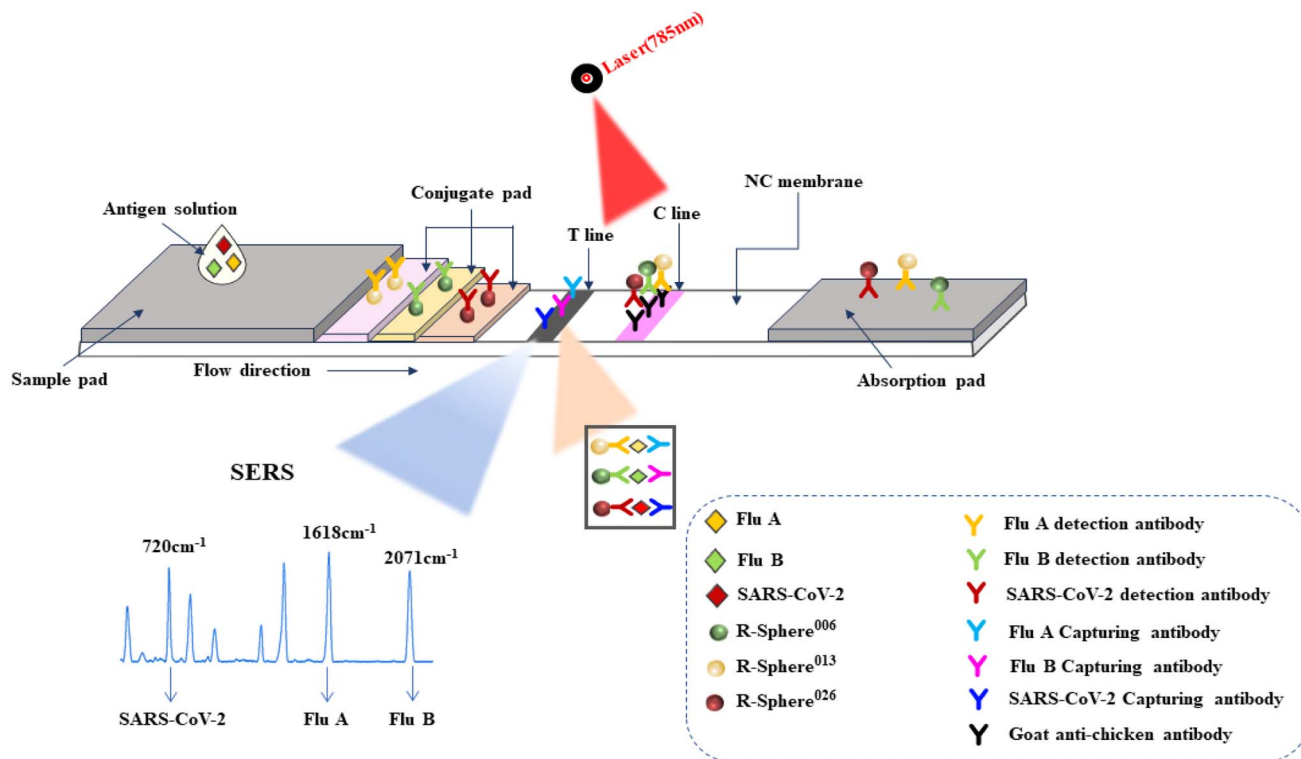 Laser(785nm)
NC membrane
Conjugate pad
C line
Antigen solution
T line
Sample pad
Flow direction
Absorption pad
SERS
720cm⁻¹
1618cm⁻¹
2071cm⁻¹
SARS-CoV-2
Flu A
Flu B
Flu A
Flu B
SARS-CoV-2
R-Sphere⁰⁰⁶
R-Sphere⁰¹³
R-Sphere⁰²⁶
Flu A detection antibody
Flu B detection antibody
SARS-CoV-2 detection antibody
Flu A Capturing antibody
Flu B Capturing antibody
SARS-CoV-2 Capturing antibody
Goat anti-chicken antibody